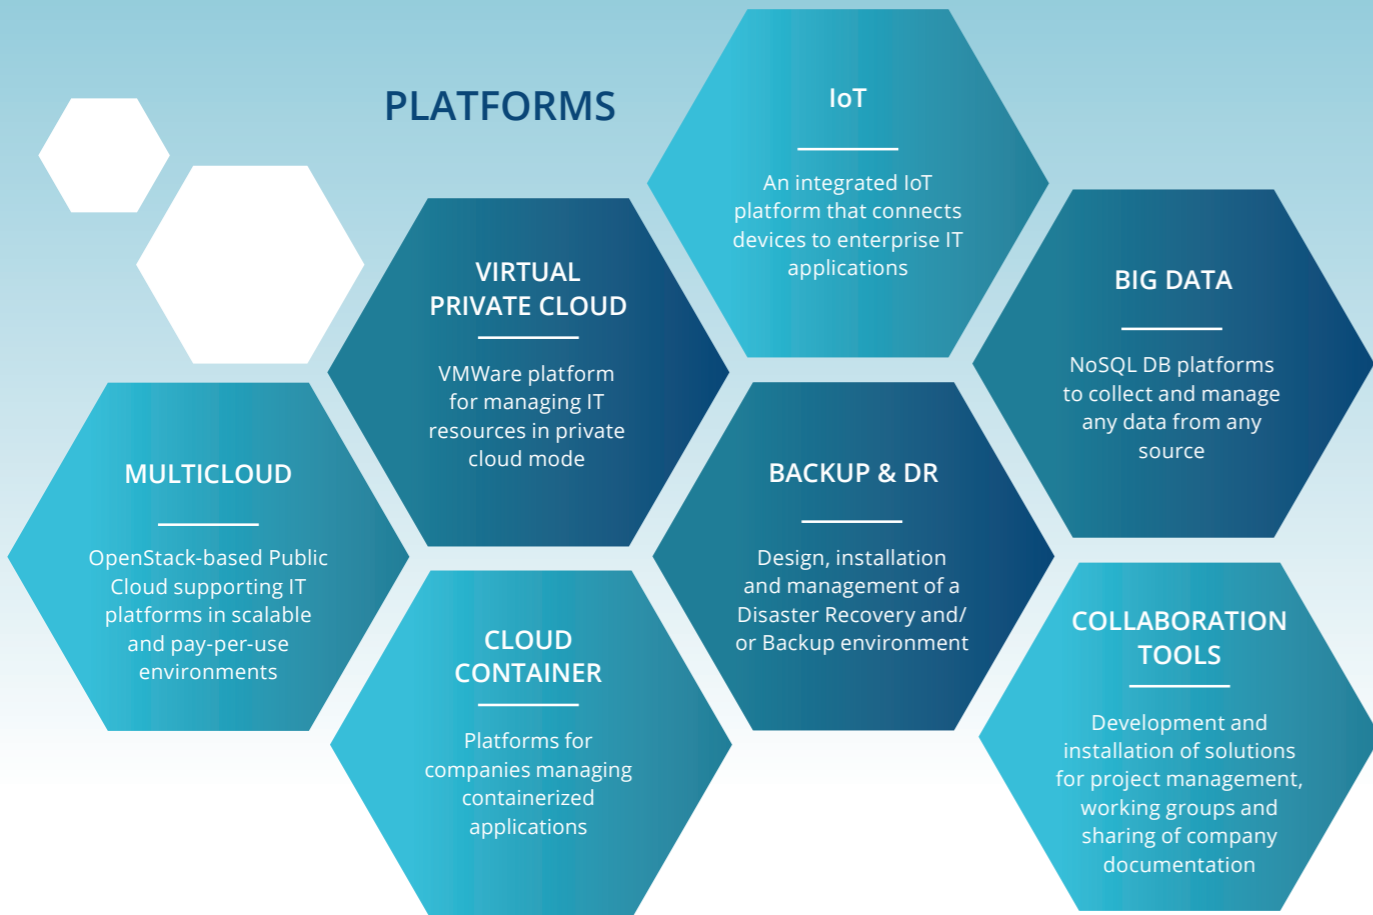 PLATFORMS
IoT
An integrated IoT
platform that connects
devices to enterprise IT
applications
VIRTUAL
PRIVATE CLOUD
VMWare platform
for managing IT
resources in private
cloud mode
BIG DATA
NoSQL DB platforms
to collect and manage
any data from any
source
MULTICLOUD
OpenStack-based Public
Cloud supporting IT
platforms in scalable
and pay-per-use
environments
BACKUP & DR
Design, installation
and management of a
Disaster Recovery and/
or Backup environment
CLOUD
CONTAINER
Platforms for
companies managing
containerized
applications
COLLABORATION
TOOLS
Development and
installation of solutions
for project management,
working groups and
sharing of company
documentation